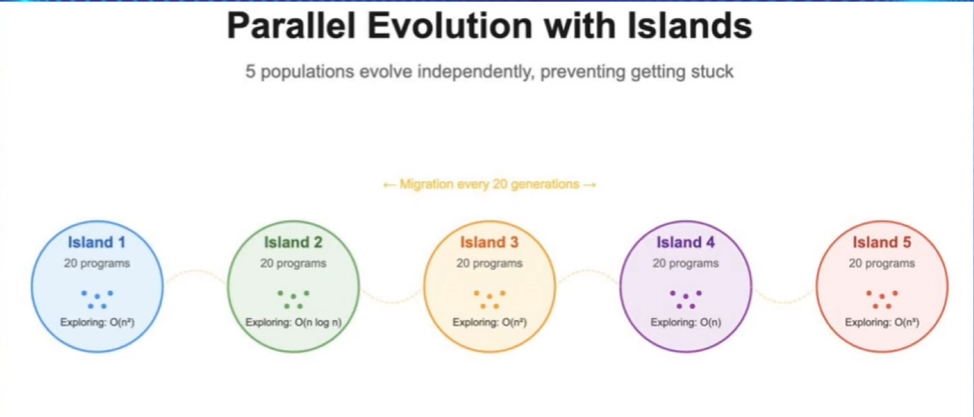 Parallel Evolution with Islands
5 populations evolve independently, preventing getting stuck
← Migration every 20 generations →
Island 1
20 programs
Exploring: O(n²)
Island 2
20 programs
Exploring: O(n log n)
Island 3
20 programs
Exploring: O(n²)
Island 4
20 programs
Exploring: O(n)
Island 5
20 programs
Exploring: O(n³)